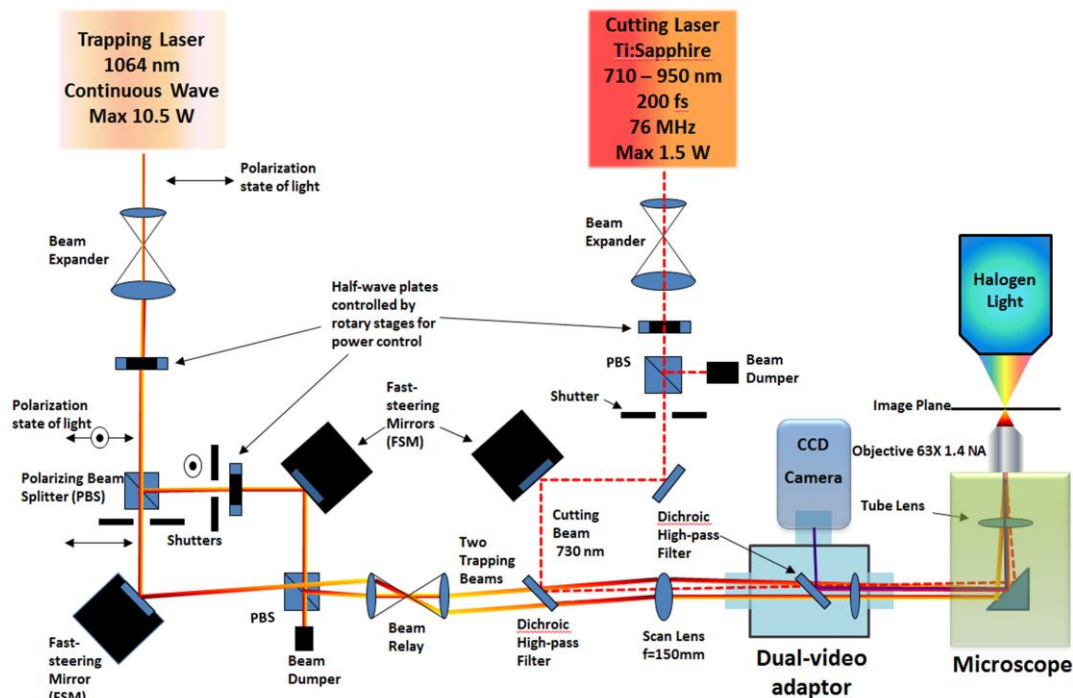 Trapping Laser
1064 nm
Continuous Wave
Max 10.5 W
Cutting Laser
Ti:Sapphire
710 – 950 nm
200 fs
76 MHz
Max 1.5 W
Polarization
state of light
Beam
Expander
Beam
Expander
Half-wave plates
controlled by
rotary stages for
power control
Halogen
Light
PBS
Beam
Dumper
Shutter
Fast-
steering
Mirrors
(FSM)
Image Plane
Polarization
state of light
CCD
Camera
Objective 63X 1.4 NA
Polarizing Beam
Splitter (PBS)
Shutters
Tube Lens
Cutting
Beam
730 nm
Dichroic
High-pass
Filter
Two
Trapping
Beams
PBS
Beam
Relay
Dichroic
High-pass
Filter
Scan Lens
f=150mm
Fast-
steering
Mirror
(FSM)
Beam
Dumper
Dual-video
adaptor
Microscope